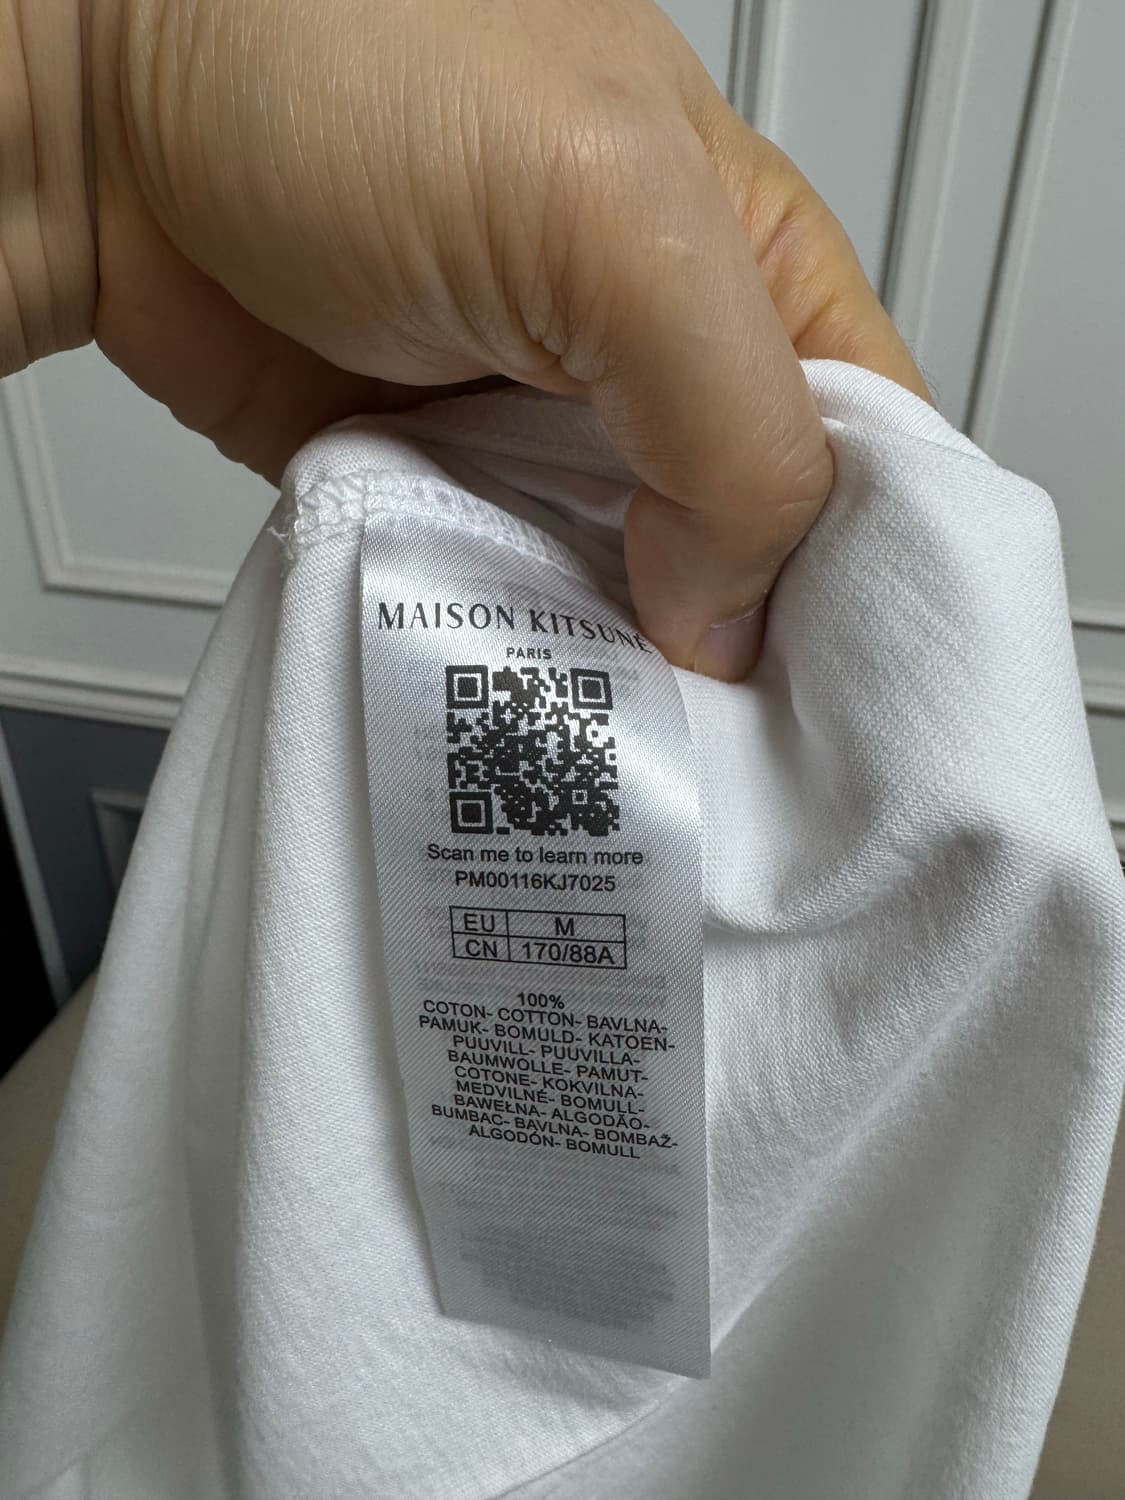 MAISON KITSUNÉ
PARIS
Scan me to learn more
PM00116KJ7025
EU M
CN 170/88A
100%
COTON- COTTON- BAVLNA-
PAMUK- BOMULD- KATOEN-
PUUVILL- PUUVILLA-
BAUMWOLLE- PAMUT-
COTONE- KOKVILNA-
MEDVILNĖ- BOMULL-
BAWEŁNA- ALGODÃO-
BUMBAC- BAVLNA- BOMBAŽ-
ALGODÓN- BOMULL